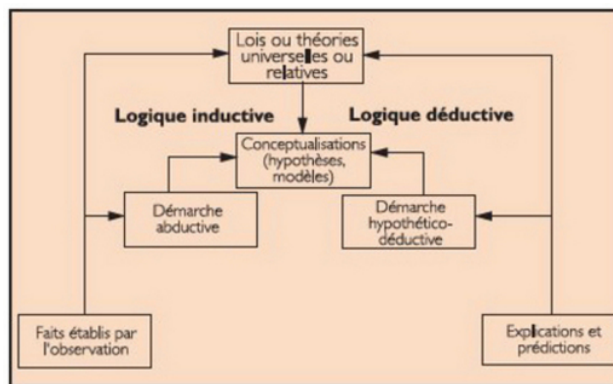 Lois ou théories
universelles ou
relatives
Logique inductive
Logique déductive
Conceptualisations
(hypothèses,
modèles)
Démarche
abductive
Démarche
hypothético-
déductive
Faits établis par
l'observation
Explications et
prédictions